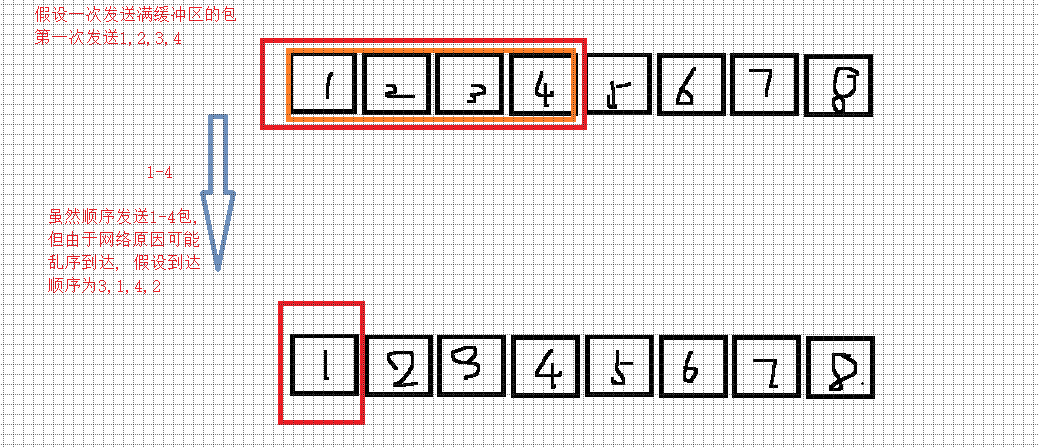 假设一次发送满缓冲区的包
第一次发送1,2,3,4
1 2 3 4 5 6 7 8
1-4
虽然顺序发送1-4包,
但由于网络原因可能
乱序到达, 假设到达
顺序为3,1,4,2
1 2 3 4 5 6 7 8